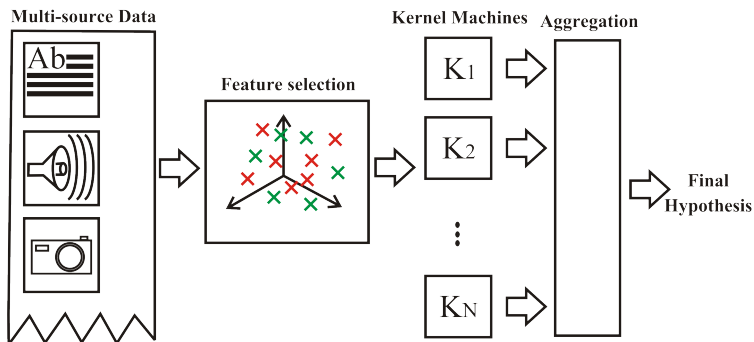 Multi-source Data
Ab
Feature selection
Kernel Machines
K1
K2
KN
Aggregation
Final
Hypothesis